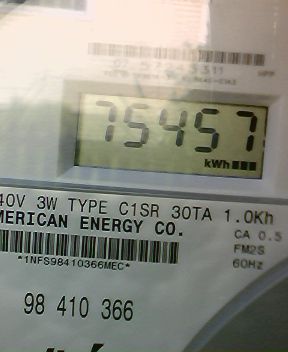 75457
kWh
40V 3W TYPE C1SR 30TA 1.0Kh
MERICAN ENERGY CO.
CA 0.5
FM2S
60Hz
*1NFS98410366MEC*
98 410 366